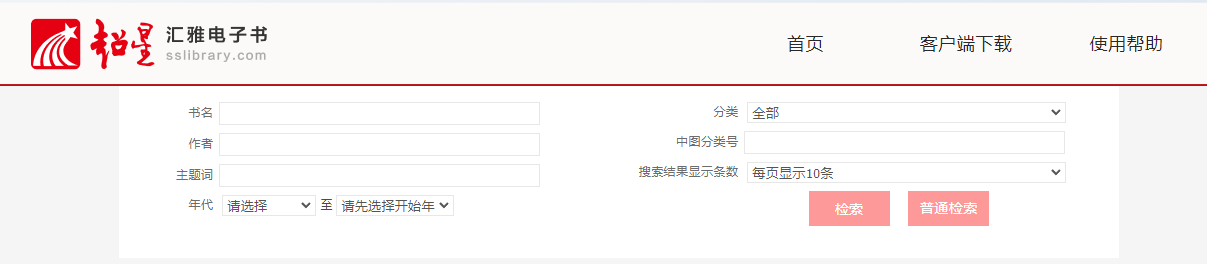 超星 汇雅电子书
sslibrary.com
首页 客户端下载 使用帮助
书名 分类 全部
作者 中图分类号
主题词 搜索结果显示条数 每页显示10条
年代 请选择 至 请先选择开始年
检索 普通检索